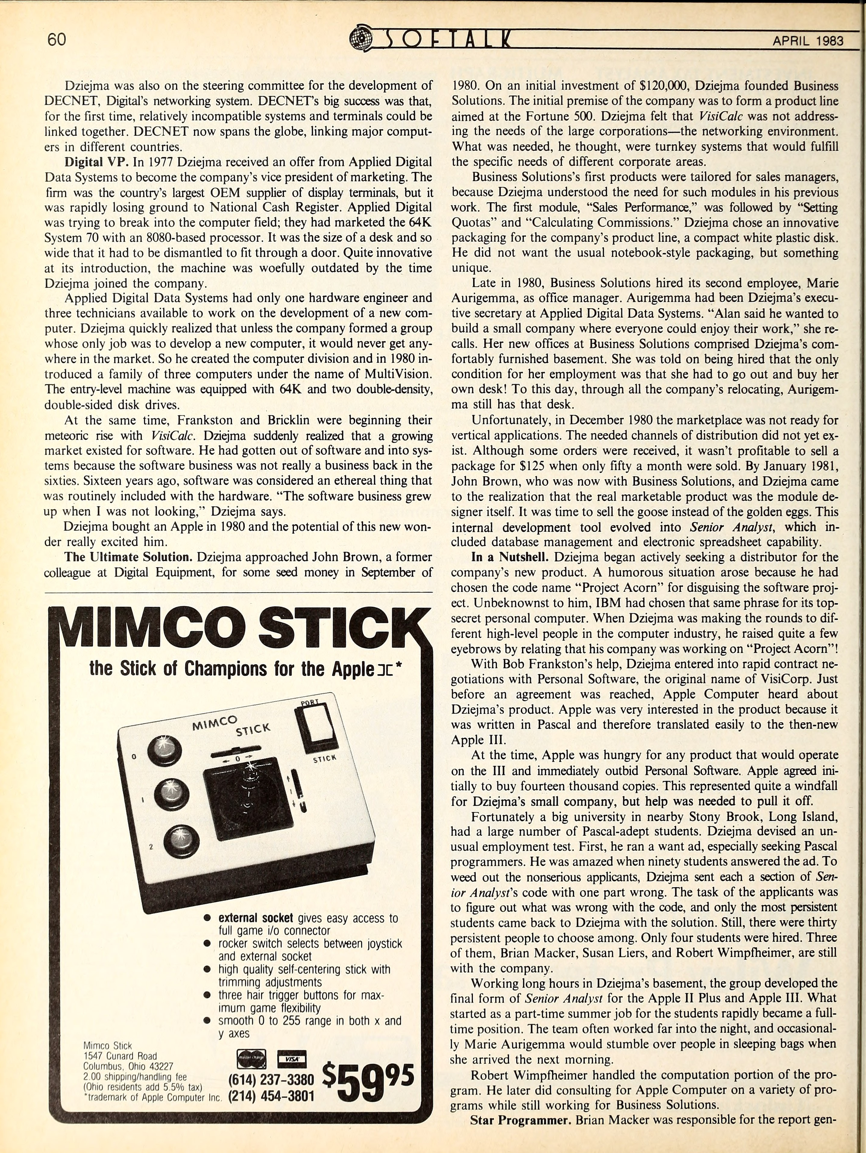 60
SOFTALK
APRIL 1983
Dziejma was also on the steering committee for the development of
DECNET, Digital's networking system. DECNET's big success was that,
for the first time, relatively incompatible systems and terminals could be
linked together. DECNET now spans the globe, linking major comput-
ers in different countries.
Digital VP. In 1977 Dziejma received an offer from Applied Digital
Data Systems to become the company's vice president of marketing. The
firm was the country's largest OEM supplier of display terminals, but it
was rapidly losing ground to National Cash Register. Applied Digital
was trying to break into the computer field; they had marketed the 64K
System 70 with an 8080-based processor. It was the size of a desk and so
wide that it had to be dismantled to fit through a door. Quite innovative
at its introduction, the machine was woefully outdated by the time
Dziejma joined the company.
Applied Digital Data Systems had only one hardware engineer and
three technicians available to work on the development of a new com-
puter. Dziejma quickly realized that unless the company formed a group
whose only job was to develop a new computer, it would never get any-
where in the market. So he created the computer division and in 1980 in-
troduced a family of three computers under the name of MultiVision.
The entry-level machine was equipped with 64K and two double-density,
double-sided disk drives.
At the same time, Frankston and Bricklin were beginning their
meteoric rise with VisiCalc. Dziejma suddenly realized that a growing
market existed for software. He had gotten out of software and into sys-
tems because the software business was not really a business back in the
sixties. Sixteen years ago, software was considered an ethereal thing that
was routinely included with the hardware. "The software business grew
up when I was not looking," Dziejma says.
Dziejma bought an Apple in 1980 and the potential of this new won-
der really excited him.
The Ultimate Solution. Dziejma approached John Brown, a former
colleague at Digital Equipment, for some seed money in September of
1980. On an initial investment of $120,000, Dziejma founded Business
Solutions. The initial premise of the company was to form a product line
aimed at the Fortune 500. Dziejma felt that VisiCalc was not address-
ing the needs of the large corporations—the networking environment.
What was needed, he thought, were turnkey systems that would fulfill
the specific needs of different corporate areas.
Business Solutions's first products were tailored for sales managers,
because Dziejma understood the need for such modules in his previous
work. The first module, "Sales Performance," was followed by "Setting
Quotas" and "Calculating Commissions." Dziejma chose an innovative
packaging for the company's product line, a compact white plastic disk.
He did not want the usual notebook-style packaging, but something
unique.
Late in 1980, Business Solutions hired its second employee, Marie
Aurigemma, as office manager. Aurigemma had been Dziejma's execu-
tive secretary at Applied Digital Data Systems. "Alan said he wanted to
build a small company where everyone could enjoy their work," she re-
calls. Her new offices at Business Solutions comprised Dziejma's com-
fortably furnished basement. She was told on being hired that the only
condition for her employment was that she had to go out and buy her
own desk! To this day, through all the company's relocating, Aurigem-
ma still has that desk.
Unfortunately, in December 1980 the marketplace was not ready for
vertical applications. The needed channels of distribution did not yet ex-
ist. Although some orders were received, it wasn't profitable to sell a
package for $125 when only fifty a month were sold. By January 1981,
John Brown, who was now with Business Solutions, and Dziejma came
to the realization that the real marketable product was the module de-
signer itself. It was time to sell the goose instead of the golden eggs. This
internal development tool evolved into Senior Analyst, which in-
cluded database management and electronic spreadsheet capability.
In a Nutshell. Dziejma began actively seeking a distributor for the
company's new product. A humorous situation arose because he had
chosen the code name "Project Acorn" for disguising the software proj-
ect. Unbeknownst to him, IBM had chosen that same phrase for its top-
secret personal computer. When Dziejma was making the rounds to dif-
ferent high-level people in the computer industry, he raised quite a few
eyebrows by relating that his company was working on "Project Acorn"!
With Bob Frankston's help, Dziejma entered into rapid contract ne-
gotiations with Personal Software, the original name of VisiCorp. Just
before an agreement was reached, Apple Computer heard about
Dziejma's product. Apple was very interested in the product because it
was written in Pascal and therefore translated easily to the then-new
Apple III.
At the time, Apple was hungry for any product that would operate
on the III and immediately outbid Personal Software. Apple agreed ini-
tially to buy fourteen thousand copies. This represented quite a windfall
for Dziejma's small company, but help was needed to pull it off.
Fortunately a big university in nearby Stony Brook, Long Island,
had a large number of Pascal-adept students. Dziejma devised an un-
usual employment test. First, he ran a want ad, especially seeking Pascal
programmers. He was amazed when ninety students answered the ad. To
weed out the nonserious applicants, Dziejma sent each a section of Sen-
ior Analyst's code with one part wrong. The task of the applicants was
to figure out what was wrong with the code, and only the most persistent
students came back to Dziejma with the solution. Still, there were thirty
persistent people to choose among. Only four students were hired. Three
of them, Brian Macker, Susan Liers, and Robert Wimpfheimer, are still
with the company.
Working long hours in Dziejma's basement, the group developed the
final form of Senior Analyst for the Apple II Plus and Apple III. What
started as a part-time summer job for the students rapidly became a full-
time position. The team often worked far into the night, and occasional-
ly Marie Aurigemma would stumble over people in sleeping bags when
she arrived the next morning.
Robert Wimpfheimer handled the computation portion of the pro-
gram. He later did consulting for Apple Computer on a variety of pro-
grams while still working for Business Solutions.
Star Programmer. Brian Macker was responsible for the report gen-
MIMCO STICK
the Stick of Champions for the Apple ][*
MIMCO
STICK
PORT
STICK
0
1
2
← 0 →
● external socket gives easy access to
full game i/o connector
● rocker switch selects between joystick
and external socket
● high quality self-centering stick with
trimming adjustments
● three hair trigger buttons for max-
imum game flexibility
● smooth 0 to 255 range in both x and
y axes
Mimco Stick
1547 Cunard Road
Columbus, Ohio 43227
2.00 shipping/handling fee
(Ohio residents add 5.5% tax)
*trademark of Apple Computer Inc.
VISA
(614) 237-3380
(214) 454-3801
$59.95